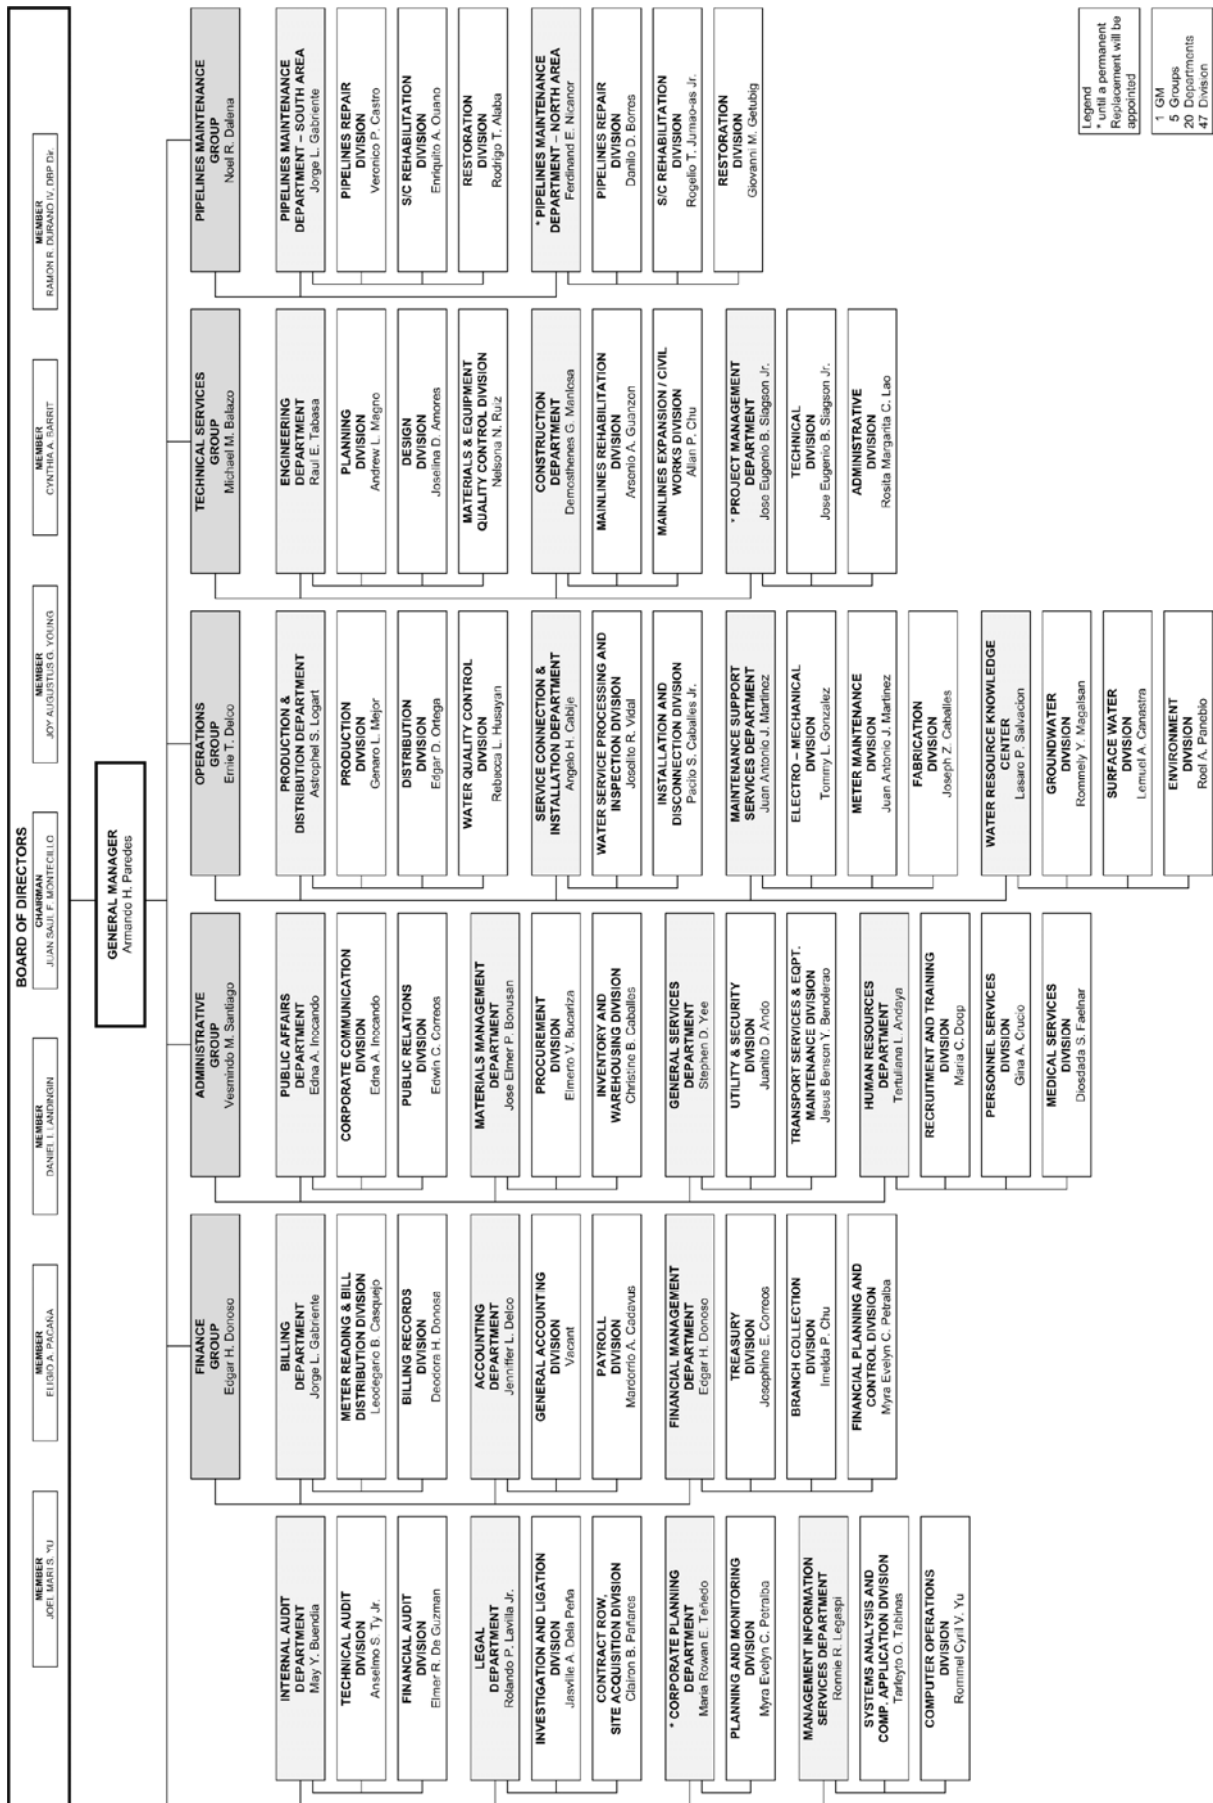 BOARD OF DIRECTORS
MEMBER
JOEL MARI S. YU
MEMBER
ELIGIO A. PACAÑA
MEMBER
DANIEL I. LANDINGIN
CHAIRMAN
JUAN SAUL F. MONTECILLO
MEMBER
JOY AUGUSTUS G. YOUNG
MEMBER
CYNTHIA A. BARRIT
MEMBER
RAMON R. DURANO IV, DBP Dir.
GENERAL MANAGER
Armando H. Paredes
INTERNAL AUDIT
DEPARTMENT
May Y. Buendia
TECHNICAL AUDIT
DIVISION
Anselmo S. Ty Jr.
FINANCIAL AUDIT
DIVISION
Elmer R. De Guzman
LEGAL
DEPARTMENT
Rolando P. Lavilla Jr.
INVESTIGATION AND LIGATION
DIVISION
Jasville A. Dela Peña
CONTRACT ROW,
SITE ACQUISITION DIVISION
Clairon B. Pañares
* CORPORATE PLANNING
DEPARTMENT
Maria Rowan E. Teñedo
PLANNING AND MONITORING
DIVISION
Myra Evelyn C. Petralba
MANAGEMENT INFORMATION
SERVICES DEPARTMENT
Ronnie R. Legaspi
SYSTEMS ANALYSIS AND
COMP. APPLICATION DIVISION
Tarleyto O. Tabinas
COMPUTER OPERATIONS
DIVISION
Rommel Cyril V. Yu
FINANCE
GROUP
Edgar H. Donoso
BILLING
DEPARTMENT
Jorge L. Gabriente
METER READING & BILL
DISTRIBUTION DIVISION
Leodegario B. Casquejo
BILLING RECORDS
DIVISION
Deodora H. Donosa
ACCOUNTING
DEPARTMENT
Jenniffer L. Delco
GENERAL ACCOUNTING
DIVISION
Vacant
PAYROLL
DIVISION
Mardorrio A. Cadavus
FINANCIAL MANAGEMENT
DEPARTMENT
Edgar H. Donoso
TREASURY
DIVISION
Josephine E. Correos
BRANCH COLLECTION
DIVISION
Imelda P. Chu
FINANCIAL PLANNING AND
CONTROL DIVISION
Myra Evelyn C. Petralba
ADMINISTRATIVE
GROUP
Vesmindo M. Santiago
PUBLIC AFFAIRS
DEPARTMENT
Edna A. Inocando
CORPORATE COMMUNICATION
DIVISION
Edna A. Inocando
PUBLIC RELATIONS
DIVISION
Edwin C. Correos
MATERIALS MANAGEMENT
DEPARTMENT
Jose Elmer P. Bonusan
PROCUREMENT
DIVISION
Elmerto V. Bucariza
INVENTORY AND
WAREHOUSING DIVISION
Christine B. Caballes
GENERAL SERVICES
DEPARTMENT
Stephen D. Yee
UTILITY & SECURITY
DIVISION
Juanito D. Ando
TRANSPORT SERVICES & EQPT.
MAINTENANCE DIVISION
Jesus Benson Y. Benolerao
HUMAN RESOURCES
DEPARTMENT
Tertuliana L. Andaya
RECRUITMENT AND TRAINING
DIVISION
Maria C. Doop
PERSONNEL SERVICES
DIVISION
Gina A. Crucio
MEDICAL SERVICES
DIVISION
Diosdada S. Faelnar
OPERATIONS
GROUP
Ernie T. Delco
PRODUCTION &
DISTRIBUTION DEPARTMENT
Astrophel S. Logart
PRODUCTION
DIVISION
Genaro L. Mejor
DISTRIBUTION
DIVISION
Edgar D. Ortega
WATER QUALITY CONTROL
DIVISION
Rebacca L. Husayan
SERVICE CONNECTION &
INSTALLATION DEPARTMENT
Angelo H. Cabije
WATER SERVICE PROCESSING AND
INSPECTION DIVISION
Joselito R. Vidal
INSTALLATION AND
DISCONNECTION DIVISION
Pacilo S. Caballes Jr.
MAINTENANCE SUPPORT
SERVICES DEPARTMENT
Juan Antonio J. Martinez
ELECTRO – MECHANICAL
DIVISION
Tommy L. Gonzalez
METER MAINTENANCE
DIVISION
Juan Antonio J. Martinez
FABRICATION
DIVISION
Joseph Z. Caballes
WATER RESOURCE KNOWLEDGE
CENTER
Lasaro P. Salvacion
GROUNDWATER
DIVISION
Rommely Y. Magalsan
SURFACE WATER
DIVISION
Lemuel A. Canastra
ENVIRONMENT
DIVISION
Roel A. Panebio
TECHNICAL SERVICES
GROUP
Michael M. Balazo
ENGINEERING
DEPARTMENT
Raul E. Tabasa
PLANNING
DIVISION
Andrew L. Magno
DESIGN
DIVISION
Joselina D. Amores
MATERIALS & EQUIPMENT
QUALITY CONTROL DIVISION
Nelsona N. Ruiz
CONSTRUCTION
DEPARTMENT
Demosthenes G. Manlosa
MAINLINES REHABILITATION
DIVISION
Arsonio A. Guanzon
MAINLINES EXPANSION / CIVIL
WORKS DIVISION
Allan P. Chu
* PROJECT MANAGEMENT
DEPARTMENT
Jose Eugenio B. Siagson Jr.
TECHNICAL
DIVISION
Jose Eugenio B. Siagson Jr.
ADMINISTRATIVE
DIVISION
Rosita Margarita C. Lao
PIPELINES MAINTENANCE
GROUP
Noel R. Dalena
PIPELINES MAINTENANCE
DEPARTMENT – SOUTH AREA
Jorge L. Gabriente
PIPELINES REPAIR
DIVISION
Veronico P. Castro
S/C REHABILITATION
DIVISION
Enriquito A. Ouano
RESTORATION
DIVISION
Rodrigo T. Alaba
* PIPELINES MAINTENANCE
DEPARTMENT – NORTH AREA
Ferdinand E. Nicanor
PIPELINES REPAIR
DIVISION
Danilo D. Borres
S/C REHABILITATION
DIVISION
Rogelio T. Jumao-as Jr.
RESTORATION
DIVISION
Giovanni M. Getubig
Legend
* until a permanent
Replacement will be
appointed
1 GM
5 Groups
20 Departments
47 Division